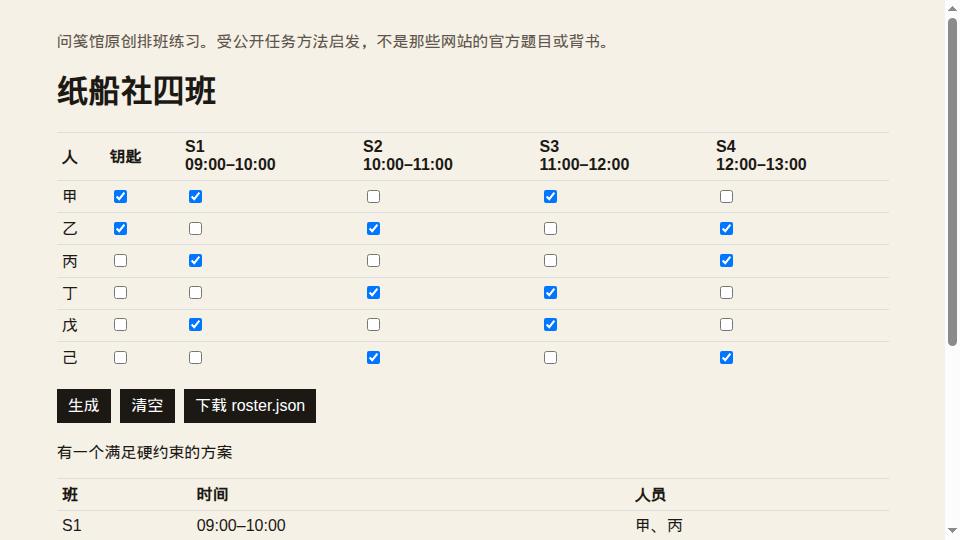 问笺馆原创排班练习。受公开任务方法启发，不是那些网站的官方题目或背书。
纸船社四班
人 钥匙 S1 09:00–10:00 S2 10:00–11:00 S3 11:00–12:00 S4 12:00–13:00
甲
乙
丙
丁
戊
己
生成 清空 下载 roster.json
有一个满足硬约束的方案
班 时间 人员
S1 09:00–10:00 甲、丙